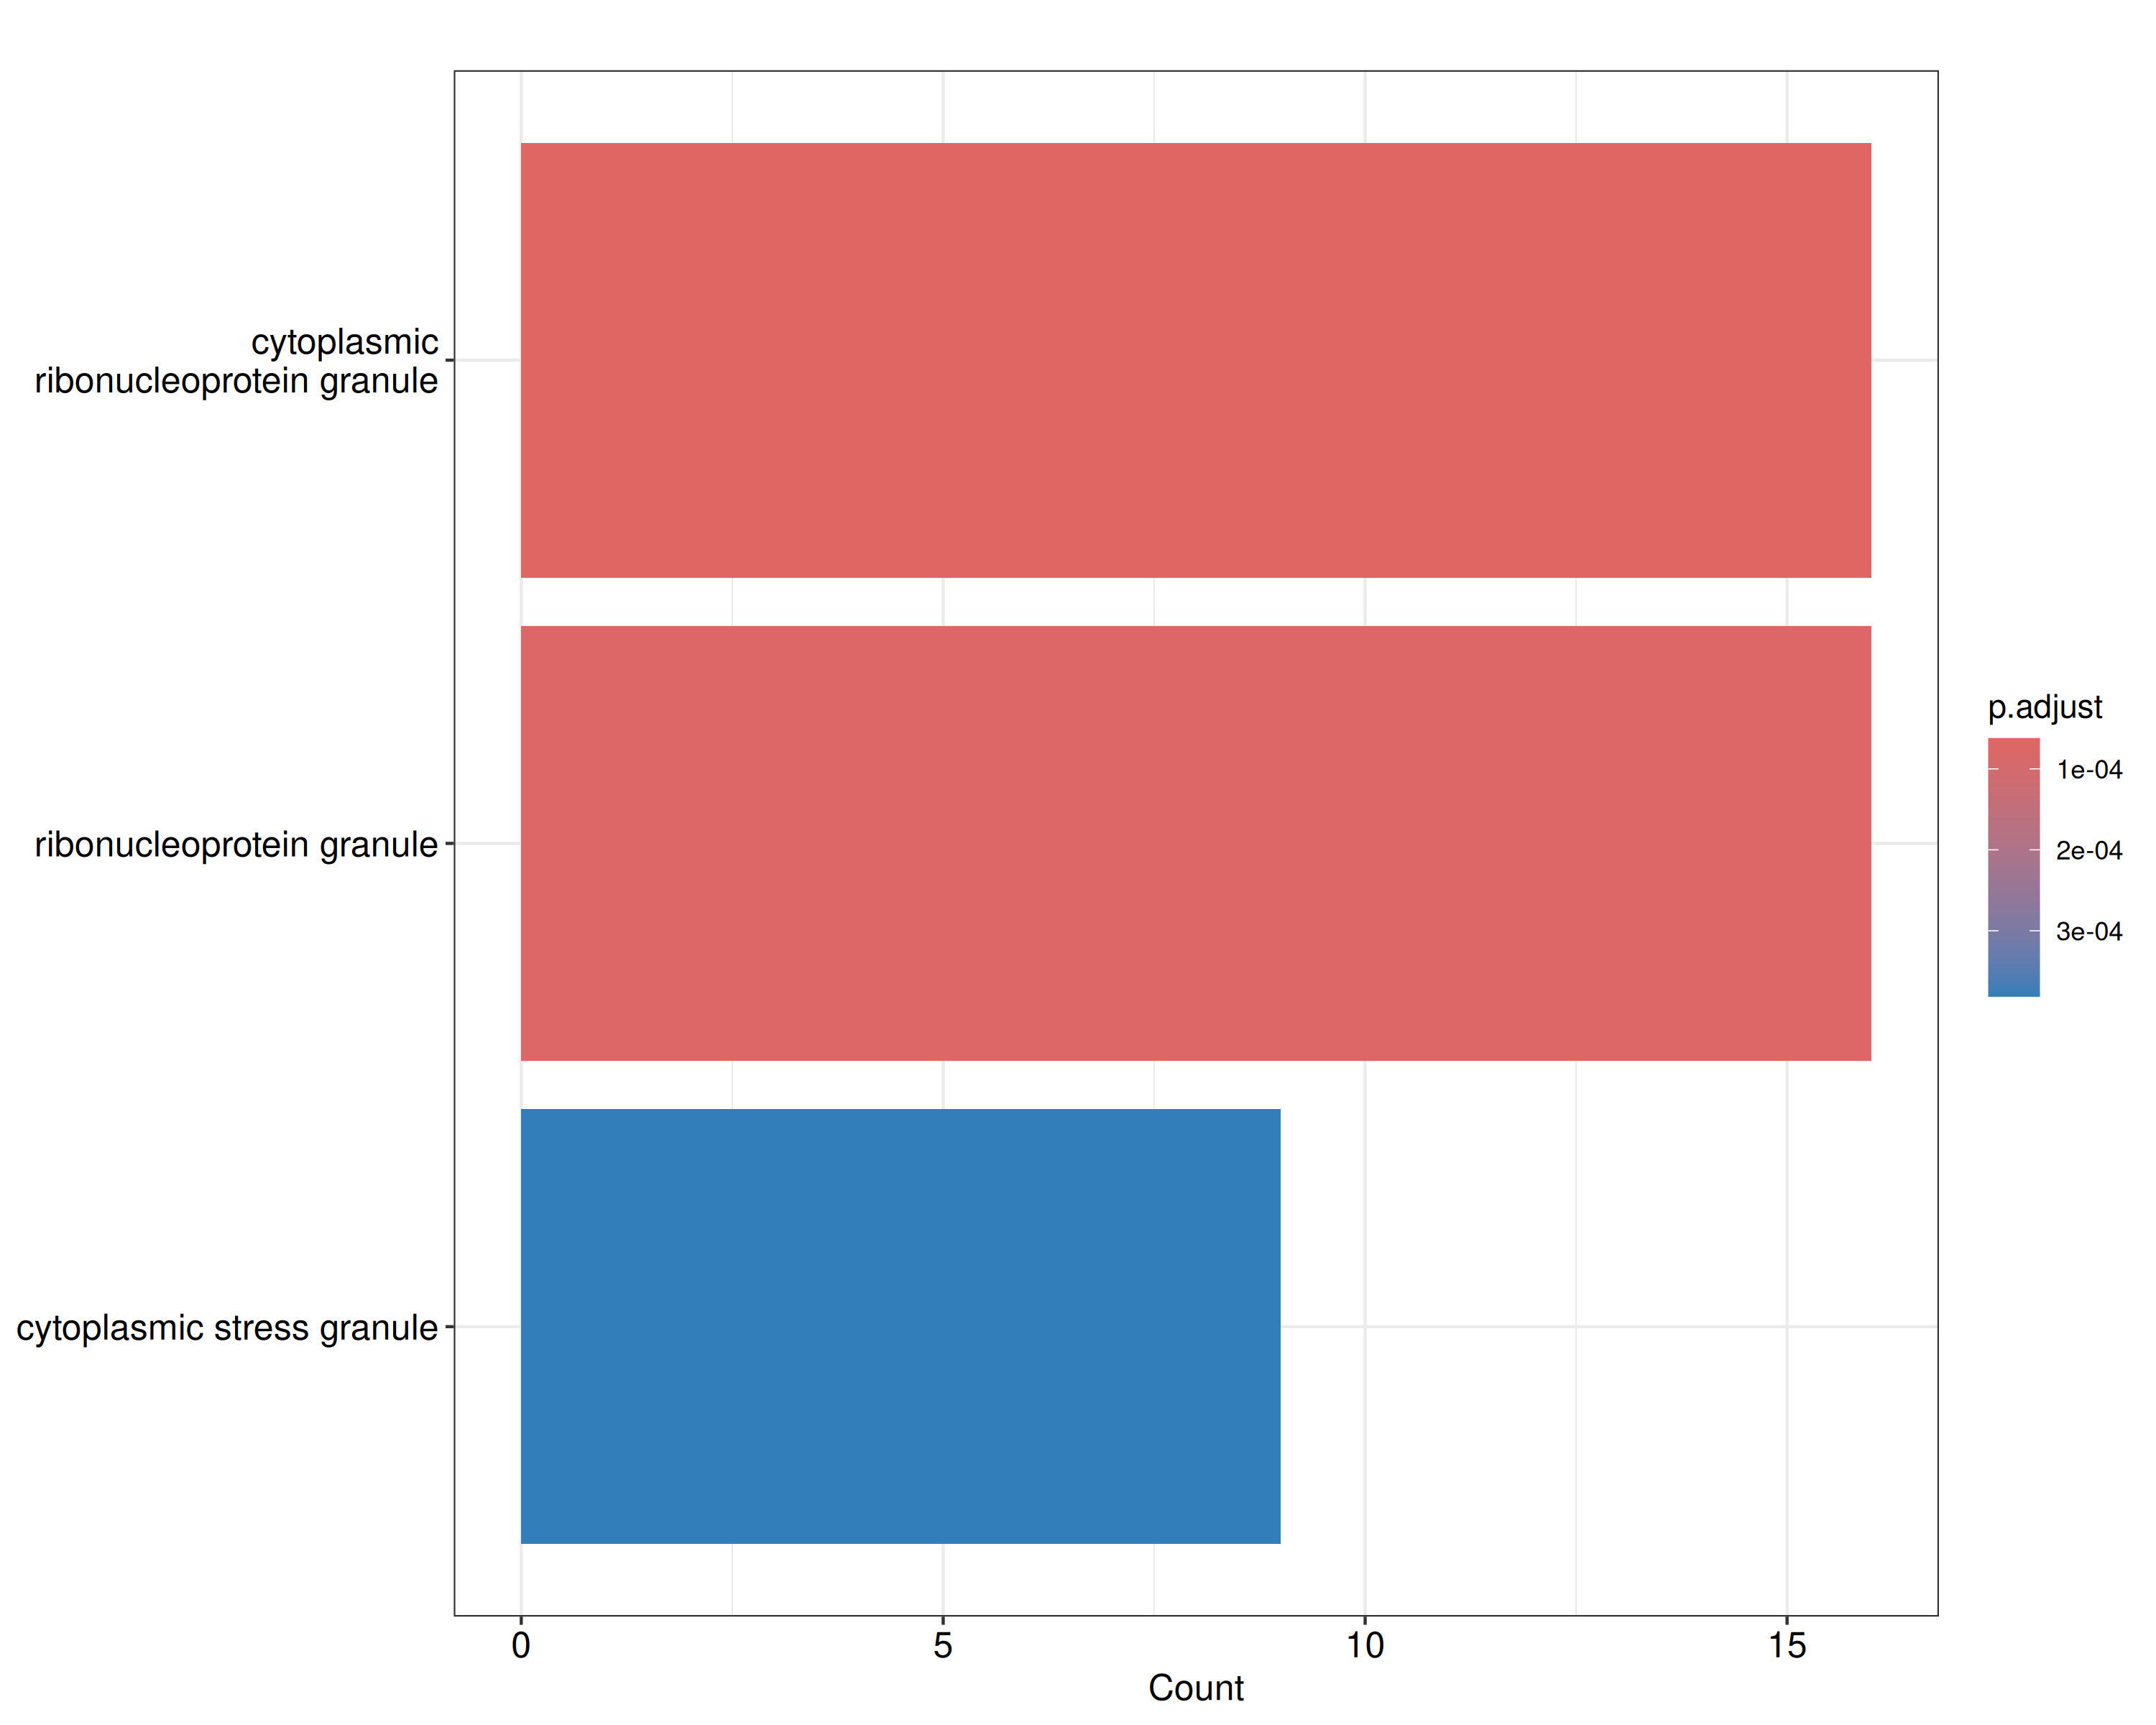 cytoplasmic
ribonucleoprotein granule
ribonucleoprotein granule
cytoplasmic stress granule
0 5 10 15
Count
p.adjust
1e-04
2e-04
3e-04